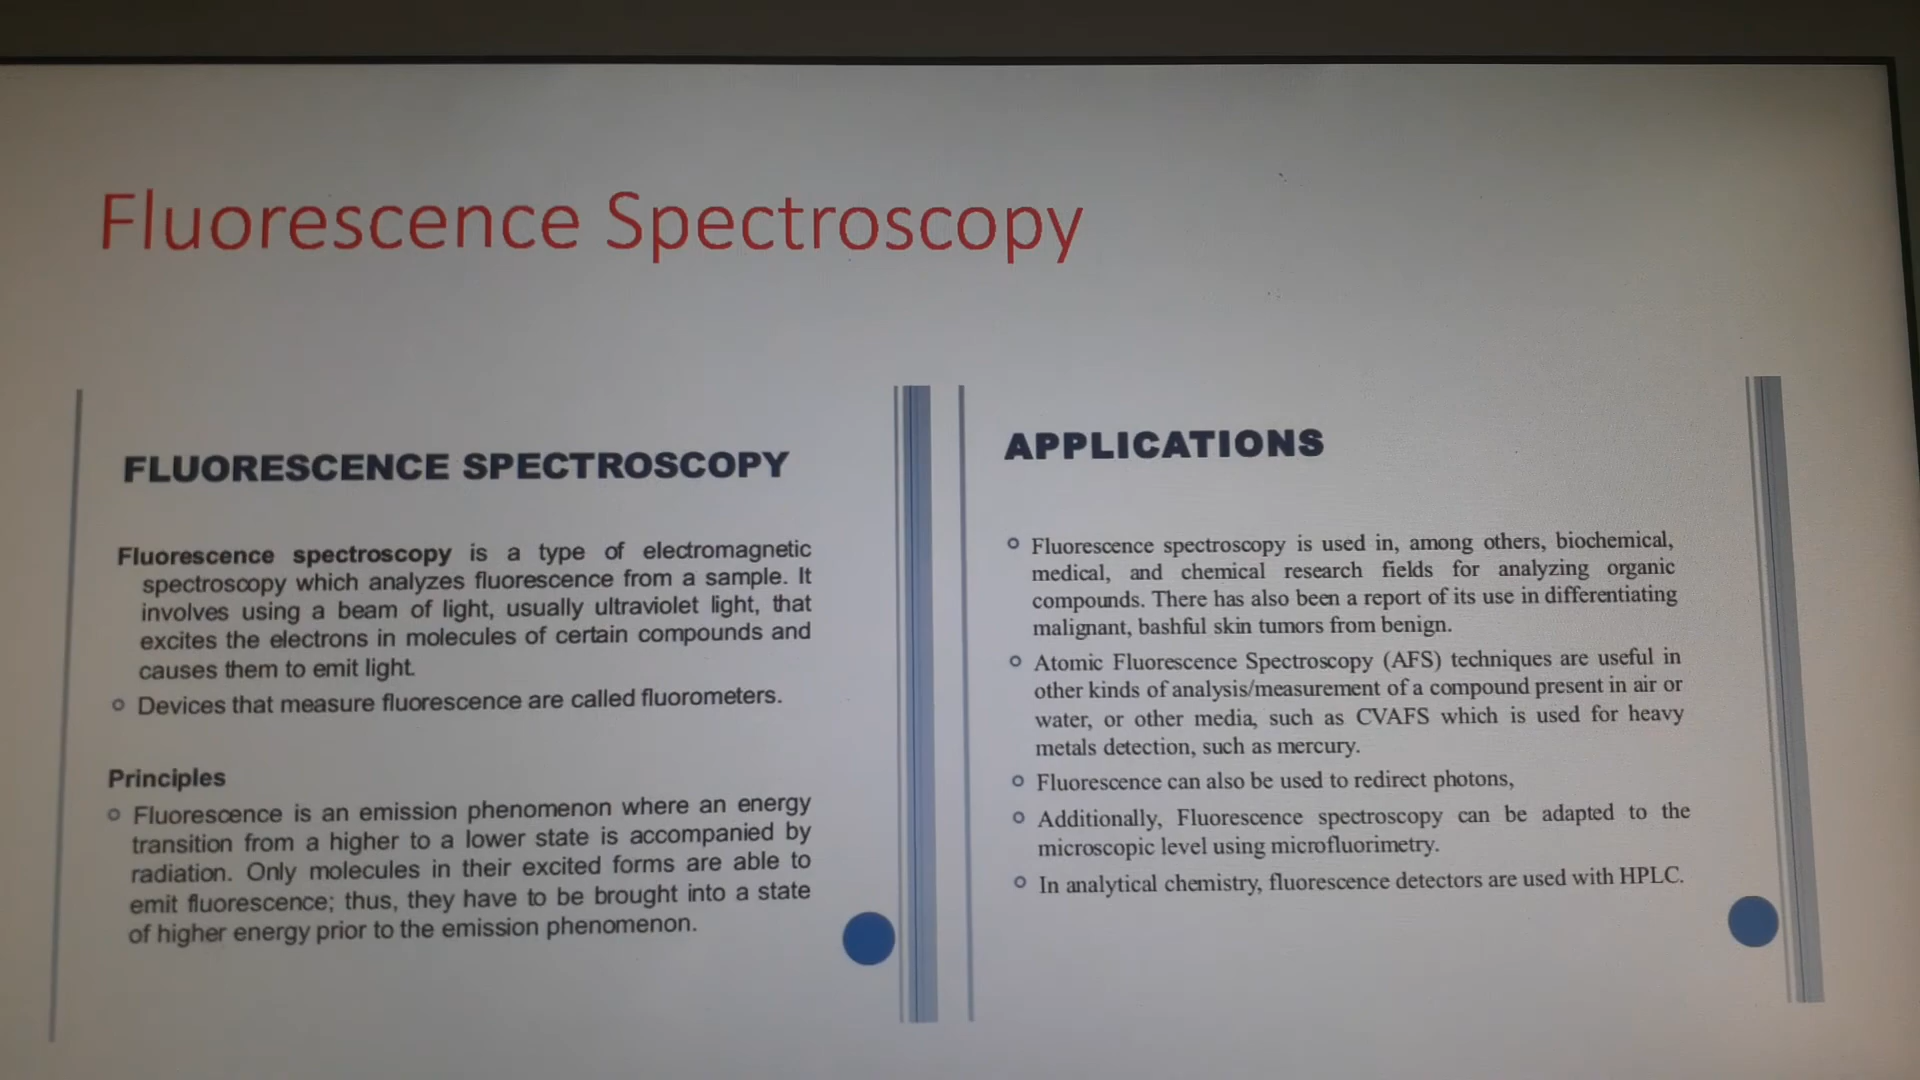 Fluorescence Spectroscopy
FLUORESCENCE SPECTROSCOPY
Fluorescence spectroscopy is a type of electromagnetic
spectroscopy which analyzes fluorescence from a sample. It
involves using a beam of light, usually ultraviolet light, that
excites the electrons in molecules of certain compounds and
causes them to emit light.
Devices that measure fluorescence are called fluorometers.
Principles
Fluorescence is an emission phenomenon where an energy
transition from a higher to a lower state is accompanied by
radiation. Only molecules in their excited forms are able to
emit fluorescence; thus, they have to be brought into a state
of higher energy prior to the emission phenomenon.
APPLICATIONS
Fluorescence spectroscopy is used in, among others, biochemical,
medical, and chemical research fields for analyzing organic
compounds. There has also been a report of its use in differentiating
malignant, bashful skin tumors from benign.
Atomic Fluorescence Spectroscopy (AFS) techniques are useful in
other kinds of analysis/measurement of a compound present in air or
water, or other media, such as CVAFS which is used for heavy
metals detection, such as mercury.
Fluorescence can also be used to redirect photons,
Additionally, Fluorescence spectroscopy can be adapted to the
microscopic level using microfluorimetry.
In analytical chemistry, fluorescence detectors are used with HPLC.